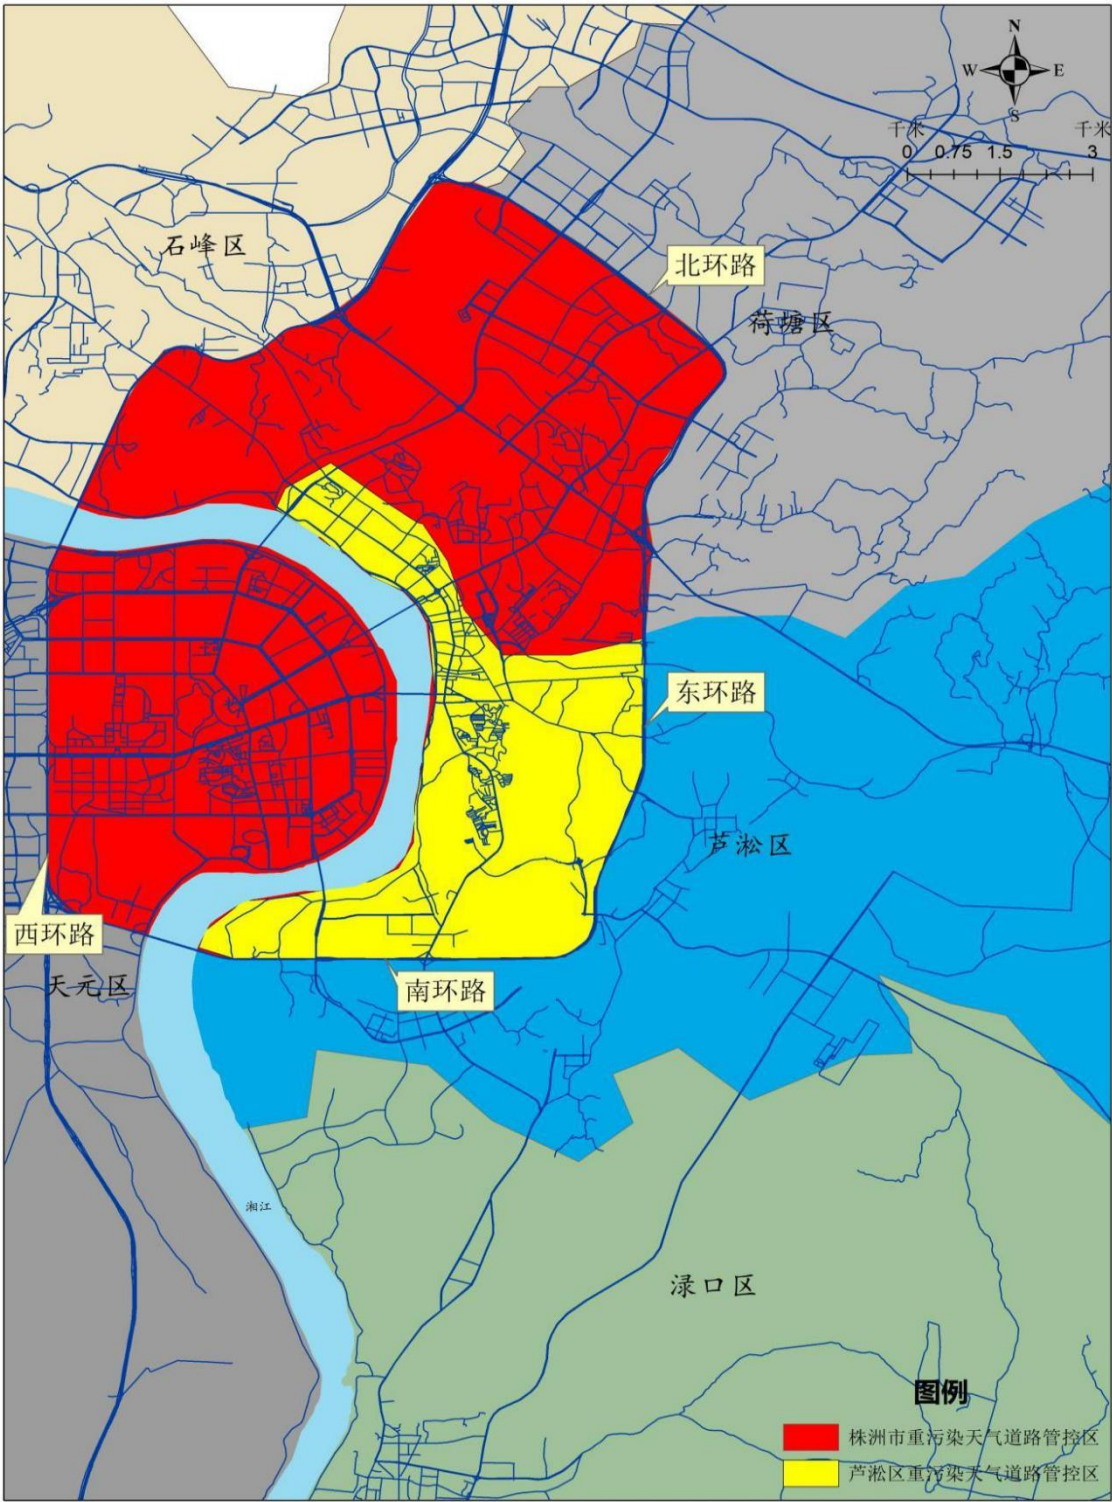 N
W E
S
千米 千米
0 0.75 1.5 3
石峰区
北环路
荷塘区
东环路
芦淞区
西环路
天元区
南环路
湘江
渌口区
图例
株洲市重污染天气道路管控区
芦淞区重污染天气道路管控区